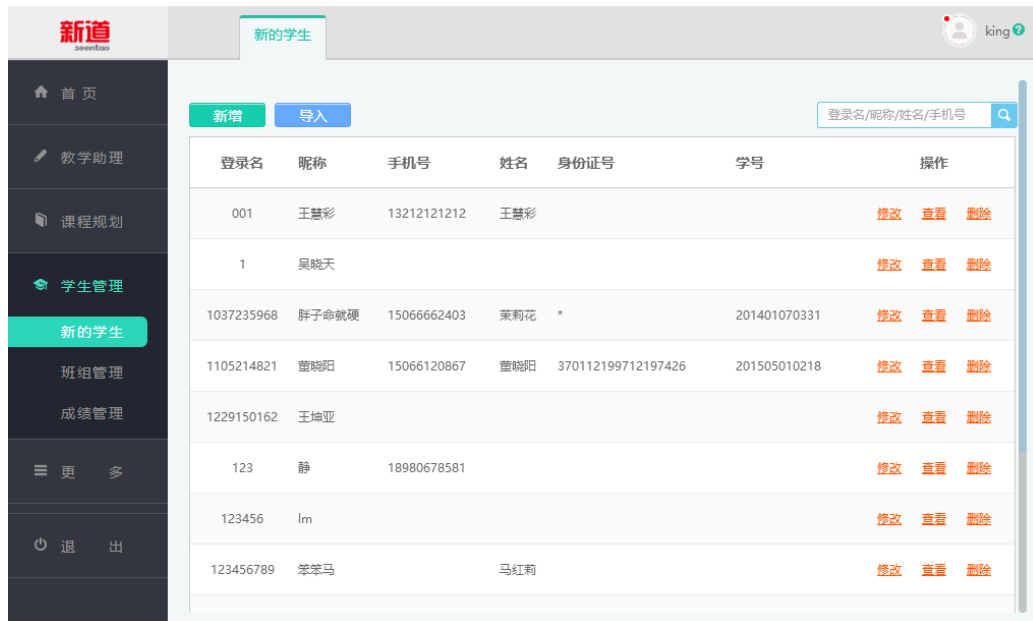 新道
seentao
新的学生
king
首 页
教学助理
课程规划
学生管理
新的学生
班组管理
成绩管理
更 多
退 出
新增 导入 登录名/昵称/姓名/手机号
登录名 昵称 手机号 姓名 身份证号 学号 操作
001 王慧彩 13212121212 王慧彩 修改 查看 删除
1 吴晓天 修改 查看 删除
1037235968 胖子命就硬 15066662403 茉莉花 * 201401070331 修改 查看 删除
1105214821 董晓阳 15066120867 董晓阳 370112199712197426 201505010218 修改 查看 删除
1229150162 王坤亚 修改 查看 删除
123 静 18980678581 修改 查看 删除
123456 lm 修改 查看 删除
123456789 笨笨马 马红莉 修改 查看 删除